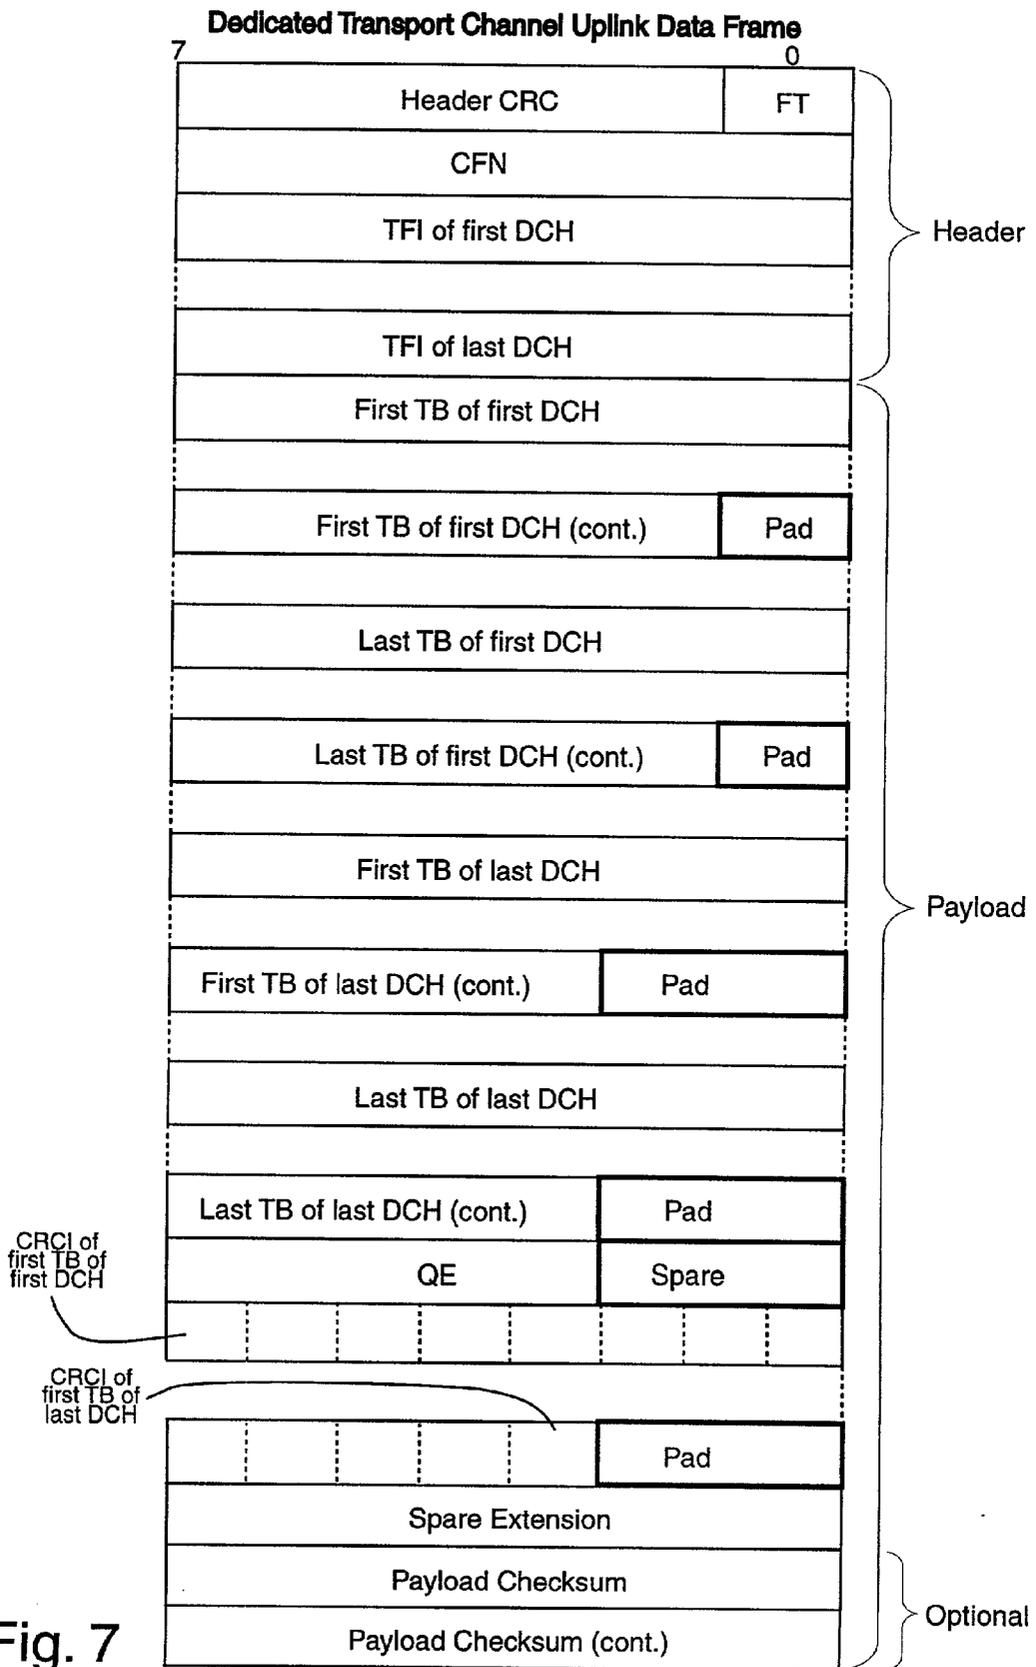 Dedicated Transport Channel Uplink Data Frame
7 0
Header CRC FT
CFN
TFI of first DCH
Header
TFI of last DCH
First TB of first DCH
First TB of first DCH (cont.) Pad
Last TB of first DCH
Last TB of first DCH (cont.) Pad
First TB of last DCH
Payload
First TB of last DCH (cont.) Pad
Last TB of last DCH
Last TB of last DCH (cont.) Pad
CRCI of
first TB of
first DCH
QE Spare
CRCI of
first TB of
last DCH
Pad
Spare Extension
Payload Checksum
Optional
Payload Checksum (cont.)
Fig. 7